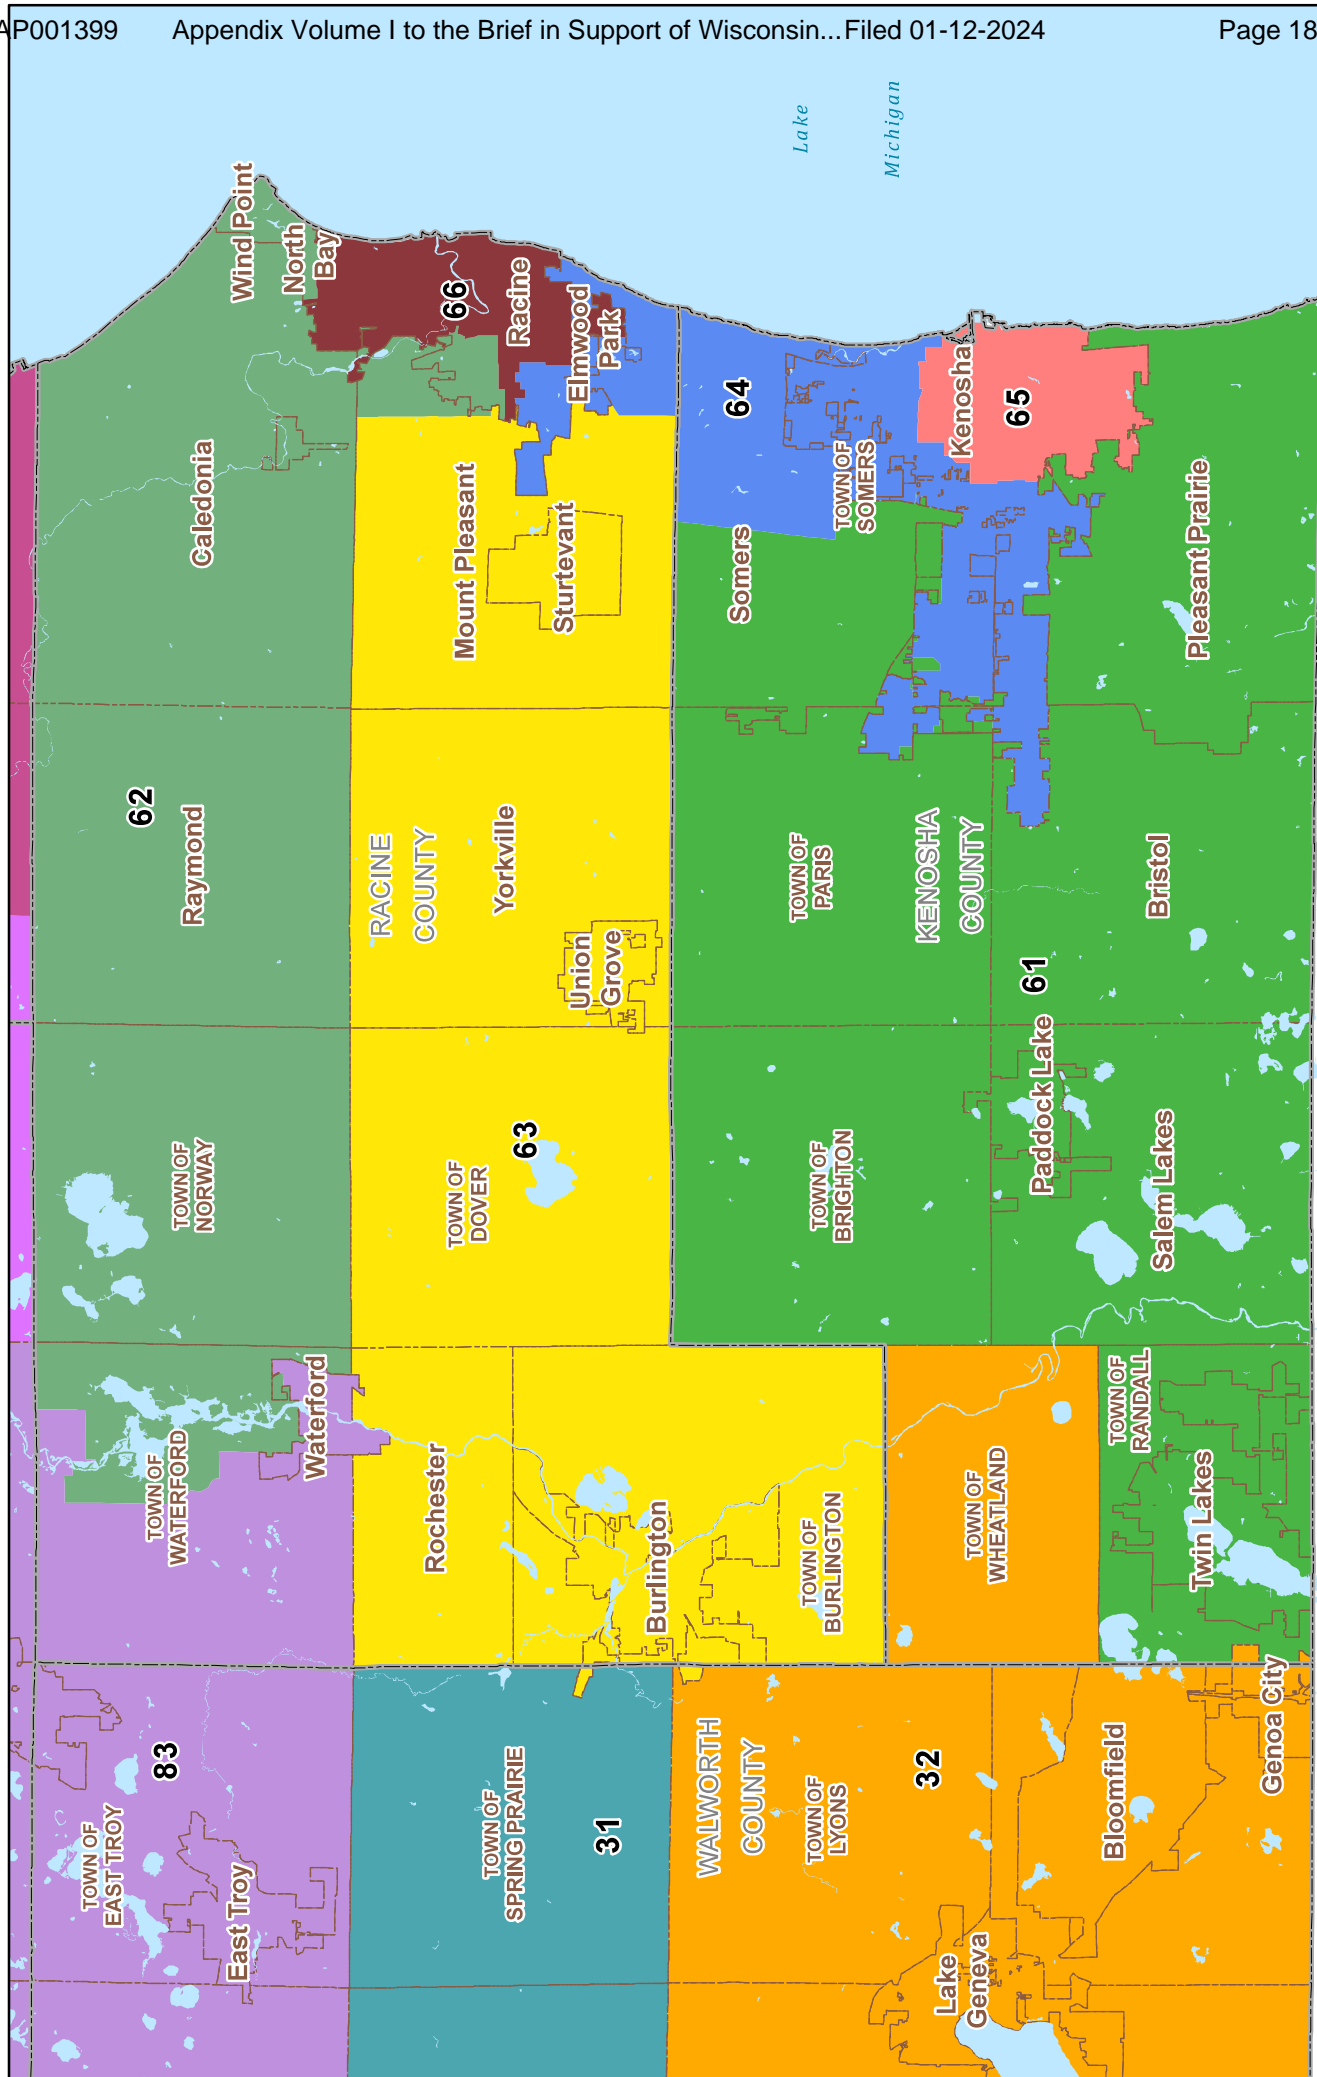 AP001399 Appendix Volume I to the Brief in Support of Wisconsin... Filed 01-12-2024 Page 18
Lake
Michigan
Wind Point
North
Bay
66
Racine
Elmwood
Park
Caledonia
Mount Pleasant
Sturtevant
64
TOWN OF
SOMERS
Somers
Kenosha
65
Pleasant Prairie
62
Raymond
RACINE
COUNTY
Yorkville
Union
Grove
TOWN OF
PARIS
KENOSHA
COUNTY
Bristol
61
TOWN OF
NORWAY
TOWN OF
DOVER
63
TOWN OF
BRIGHTON
Paddock Lake
Salem Lakes
Waterford
TOWN OF
WATERFORD
Rochester
Burlington
TOWN OF
BURLINGTON
TOWN OF
WHEATLAND
TOWN OF
RANDALL
Twin Lakes
83
TOWN OF
EAST TROY
East Troy
TOWN OF
SPRING PRAIRIE
31
WALWORTH
COUNTY
TOWN OF
LYONS
32
Bloomfield
Genoa City
Lake
Geneva